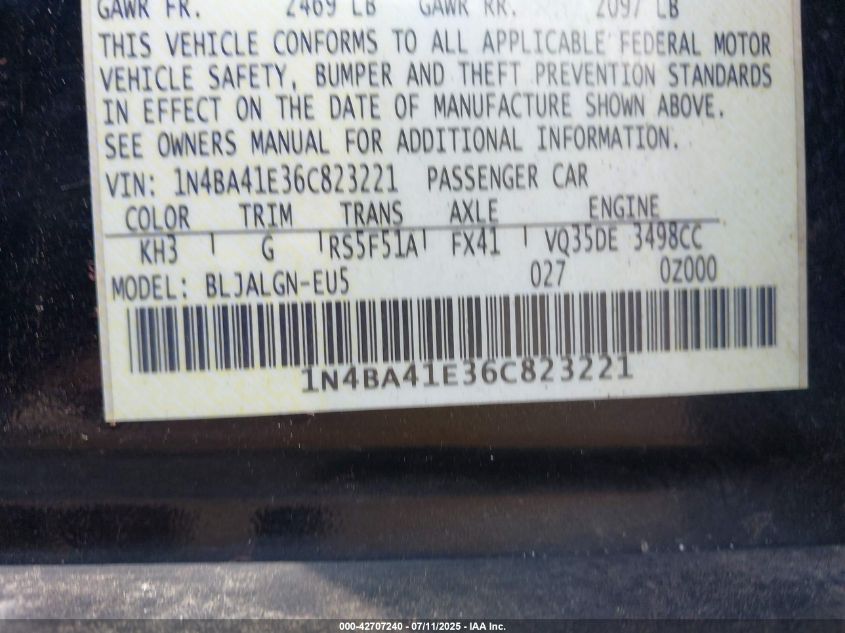 GAWR FR. 2469 LB GAWR RR. 2097 LB
THIS VEHICLE CONFORMS TO ALL APPLICABLE FEDERAL MOTOR
VEHICLE SAFETY, BUMPER AND THEFT PREVENTION STANDARDS
IN EFFECT ON THE DATE OF MANUFACTURE SHOWN ABOVE.
SEE OWNERS MANUAL FOR ADDITIONAL INFORMATION.
VIN: 1N4BA41E36C823221 PASSENGER CAR
COLOR TRIM TRANS AXLE ENGINE
KH3 G RS5F51A FX41 VQ35DE 3498CC
MODEL: BLJALGN-EU5 027 0Z000
1N4BA41E36C823221
000-42707240 - 07/11/2025 - IAA Inc.